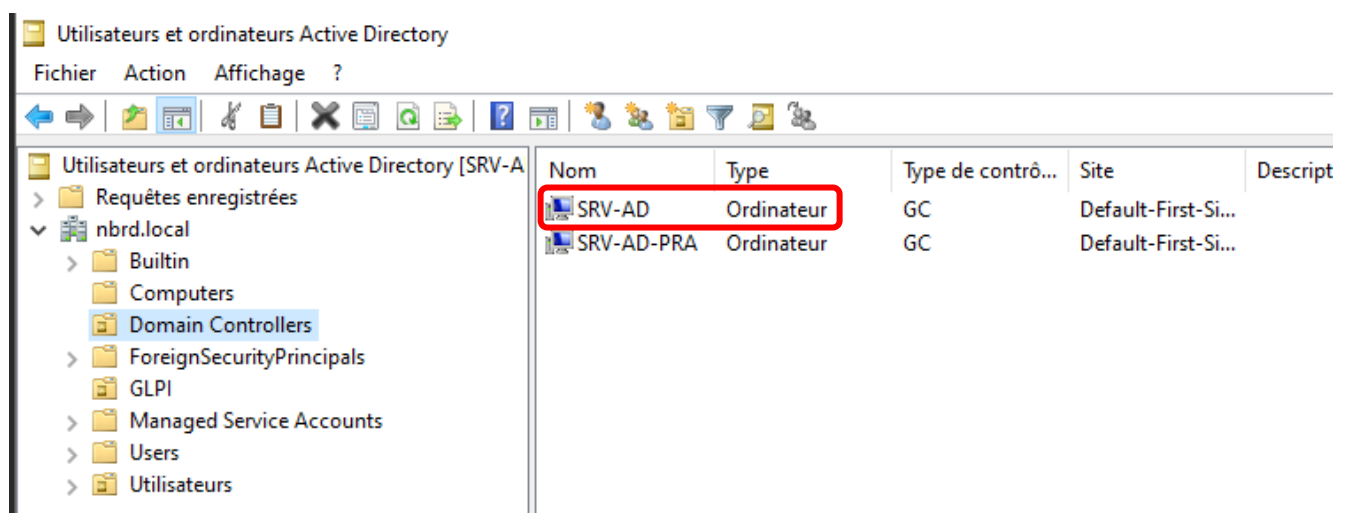 Utilisateurs et ordinateurs Active Directory
Fichier Action Affichage ?
Utilisateurs et ordinateurs Active Directory [SRV-A
Requêtes enregistrées
nbrd.local
Builtin
Computers
Domain Controllers
ForeignSecurityPrincipals
GLPI
Managed Service Accounts
Users
Utilisateurs
Nom Type Type de contrô... Site Descript
SRV-AD Ordinateur GC Default-First-Si...
SRV-AD-PRA Ordinateur GC Default-First-Si...